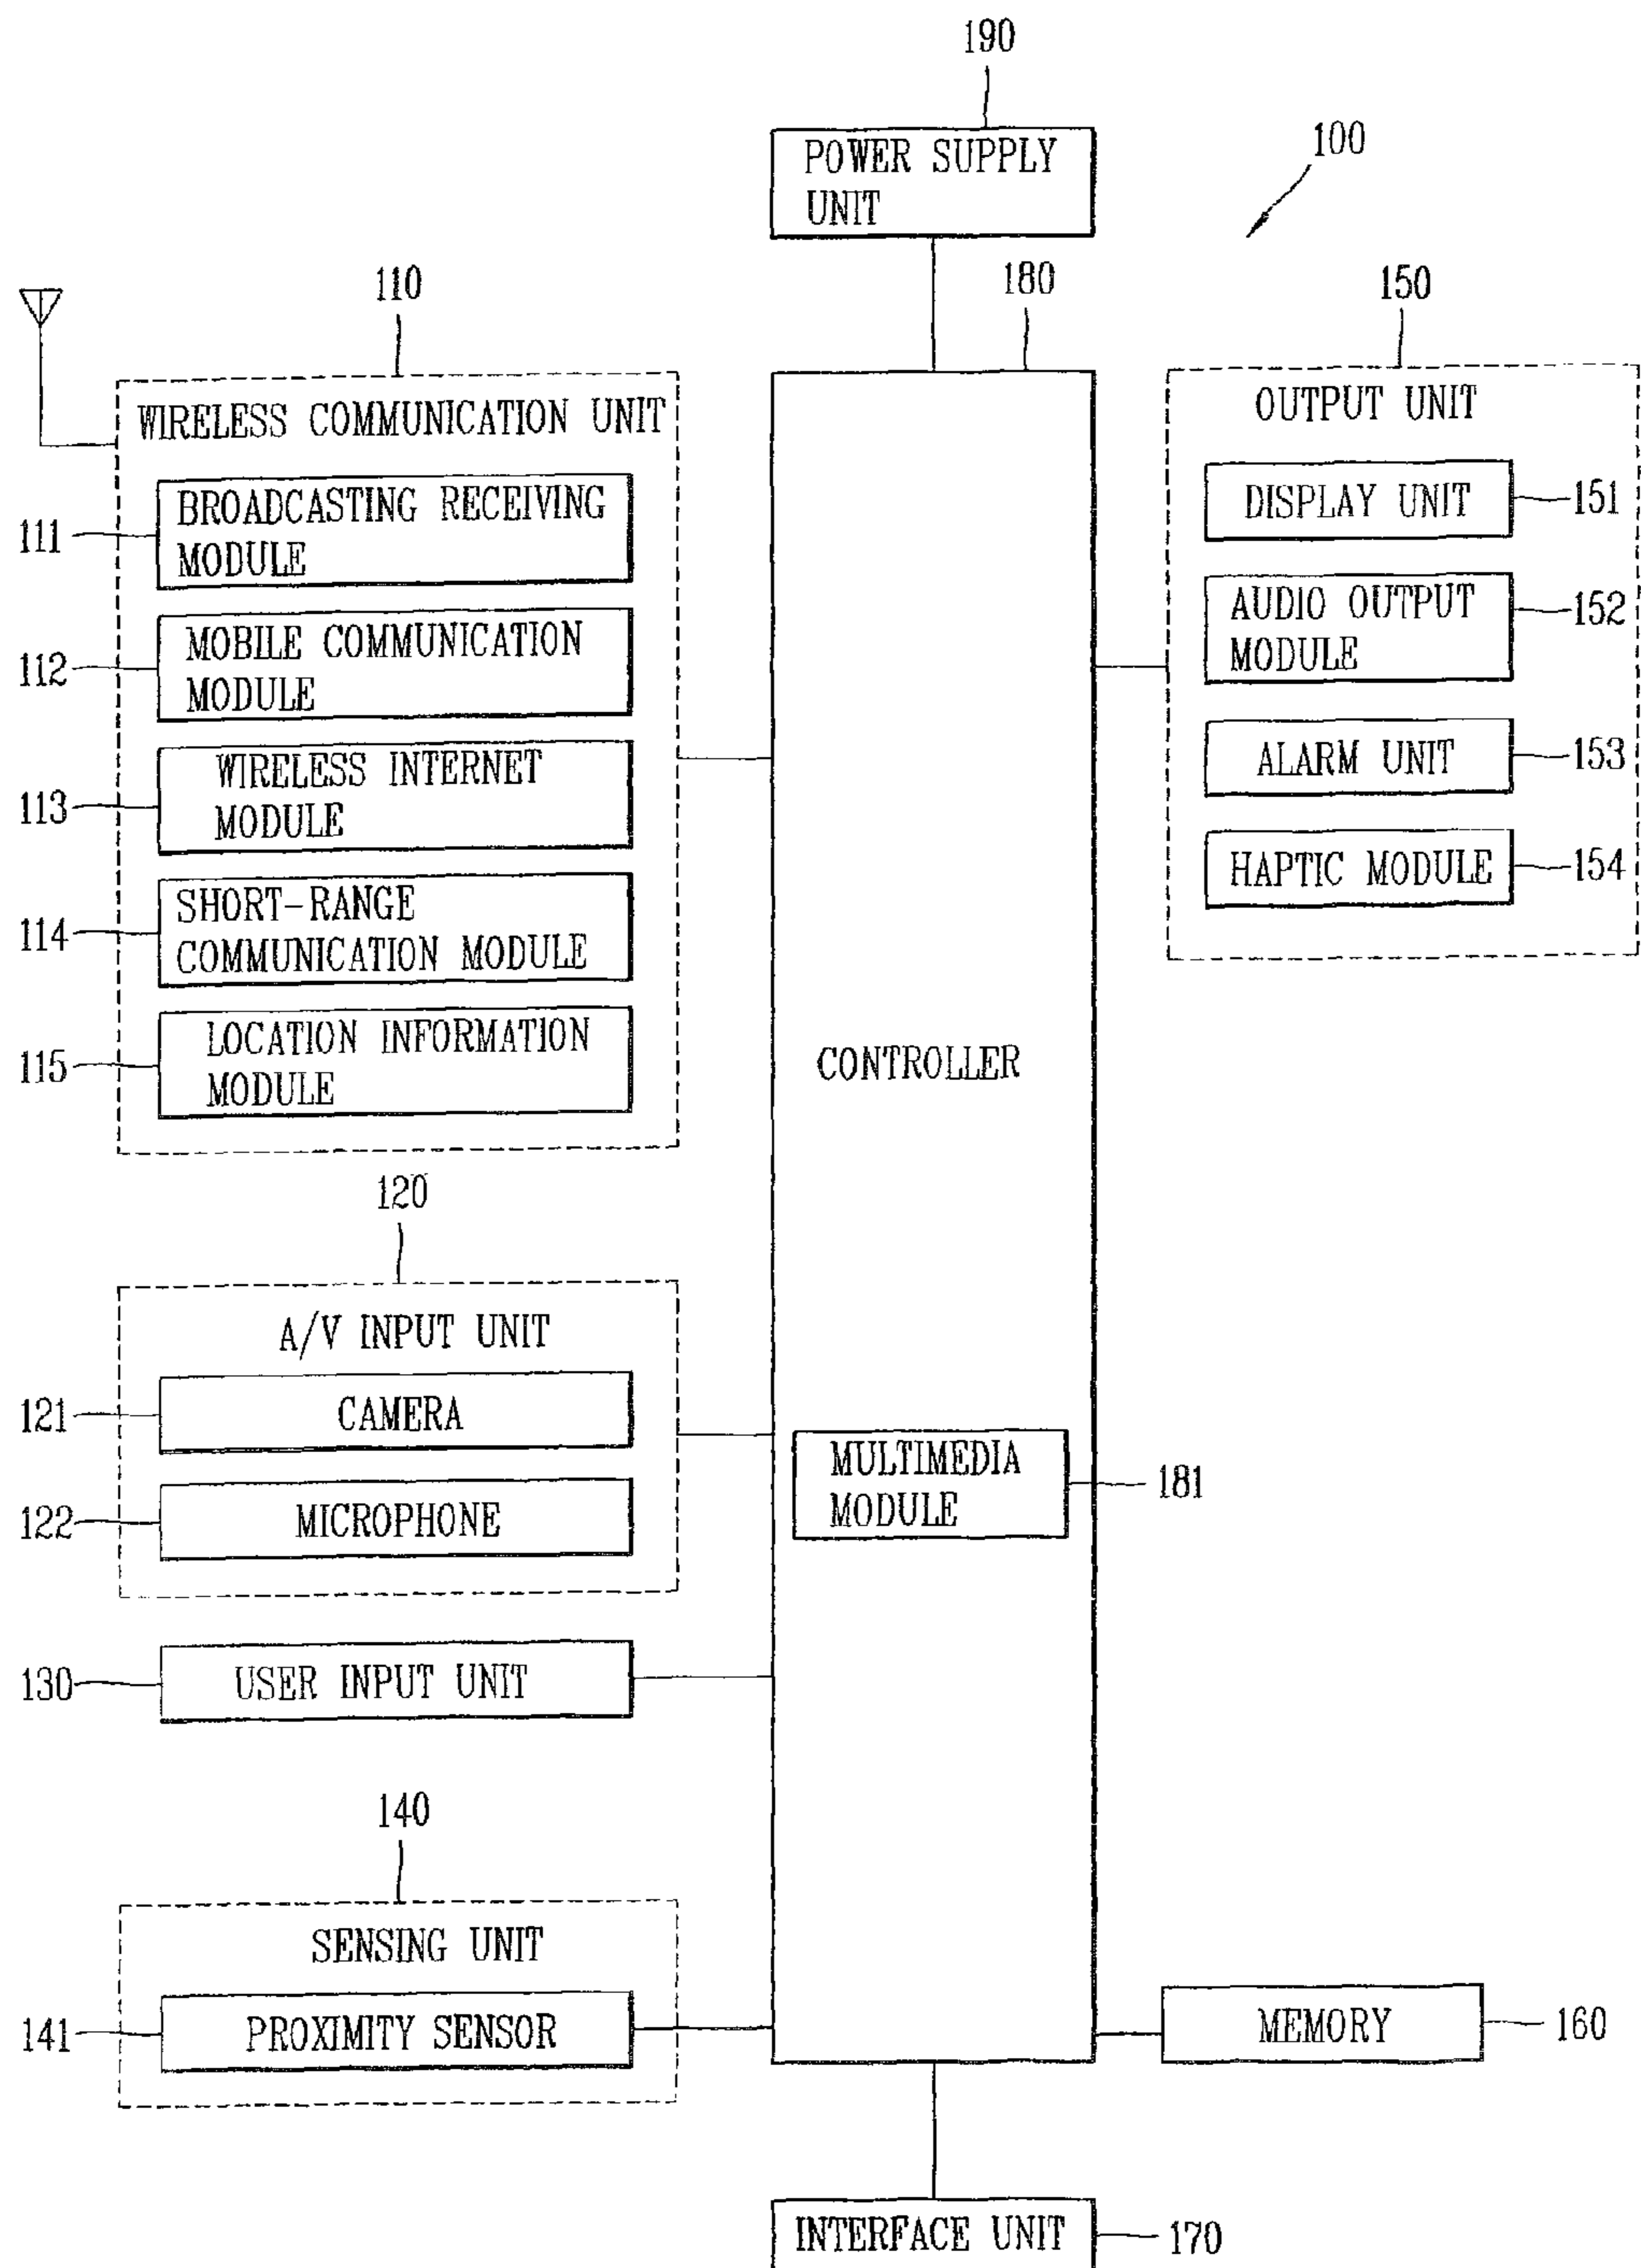 190
POWER SUPPLY
UNIT
100
110
180
150
WIRELESS COMMUNICATION UNIT
111
BROADCASTING RECEIVING
MODULE
112
MOBILE COMMUNICATION
MODULE
113
WIRELESS INTERNET
MODULE
114
SHORT-RANGE
COMMUNICATION MODULE
115
LOCATION INFORMATION
MODULE
OUTPUT UNIT
DISPLAY UNIT
151
AUDIO OUTPUT
MODULE
152
ALARM UNIT
153
HAPTIC MODULE
154
CONTROLLER
120
A/V INPUT UNIT
121
CAMERA
122
MICROPHONE
MULTIMEDIA
MODULE
181
130
USER INPUT UNIT
140
SENSING UNIT
141
PROXIMITY SENSOR
MEMORY
160
INTERFACE UNIT
170